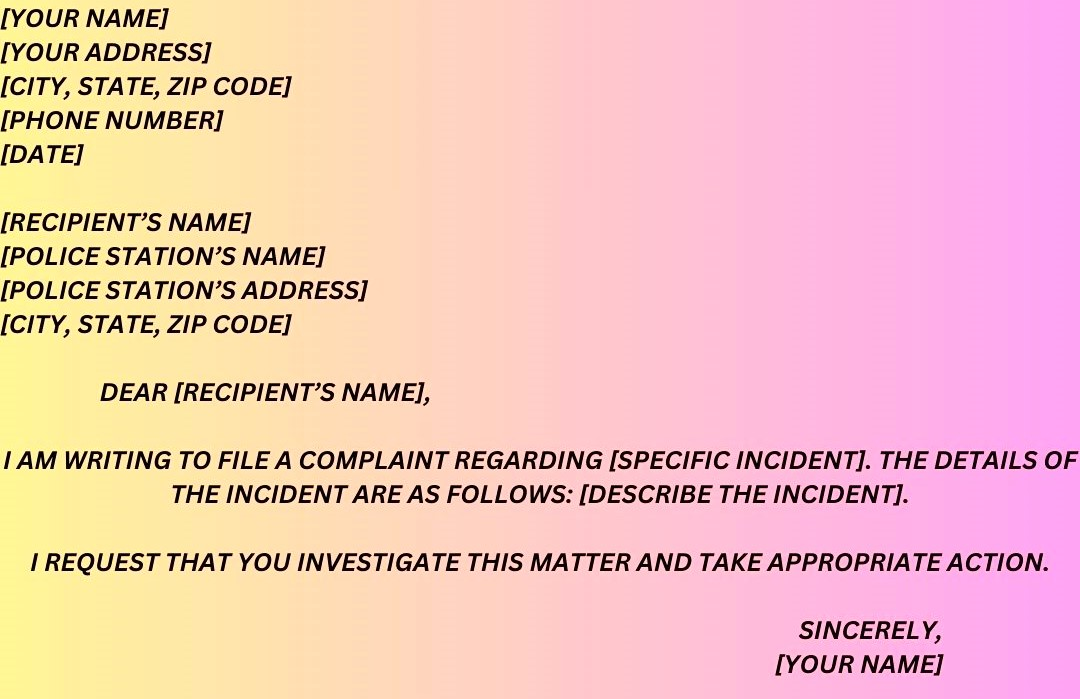 [YOUR NAME]
[YOUR ADDRESS]
[CITY, STATE, ZIP CODE]
[PHONE NUMBER]
[DATE]
[RECIPIENT’S NAME]
[POLICE STATION’S NAME]
[POLICE STATION’S ADDRESS]
[CITY, STATE, ZIP CODE]
DEAR [RECIPIENT’S NAME],
I AM WRITING TO FILE A COMPLAINT REGARDING [SPECIFIC INCIDENT]. THE DETAILS OF
THE INCIDENT ARE AS FOLLOWS: [DESCRIBE THE INCIDENT].
I REQUEST THAT YOU INVESTIGATE THIS MATTER AND TAKE APPROPRIATE ACTION.
SINCERELY,
[YOUR NAME]